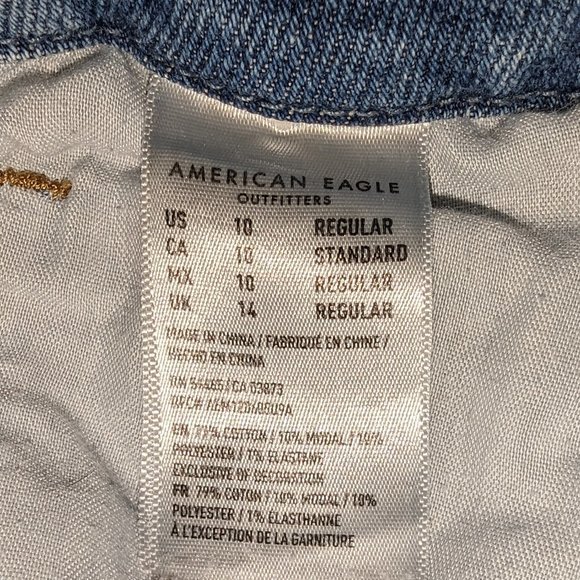 AMERICAN EAGLE
OUTFITTERS
US 10 REGULAR
CA 10 STANDARD
MX 10 REGULAR
UK 14 REGULAR
MADE IN CHINA / FABRIQUÉ EN CHINE /
HECHO EN CHINA
RN 54485 / CA 03873
EN 79% COTTON / 10% MODAL / 10%
POLYESTER / 1% ELASTANE
EXCLUSIVE OF DECORATION
FR 79% COTON / 10% MODAL / 10%
POLYESTER / 1% ÉLASTHANNE
À L'EXCEPTION DE LA GARNITURE